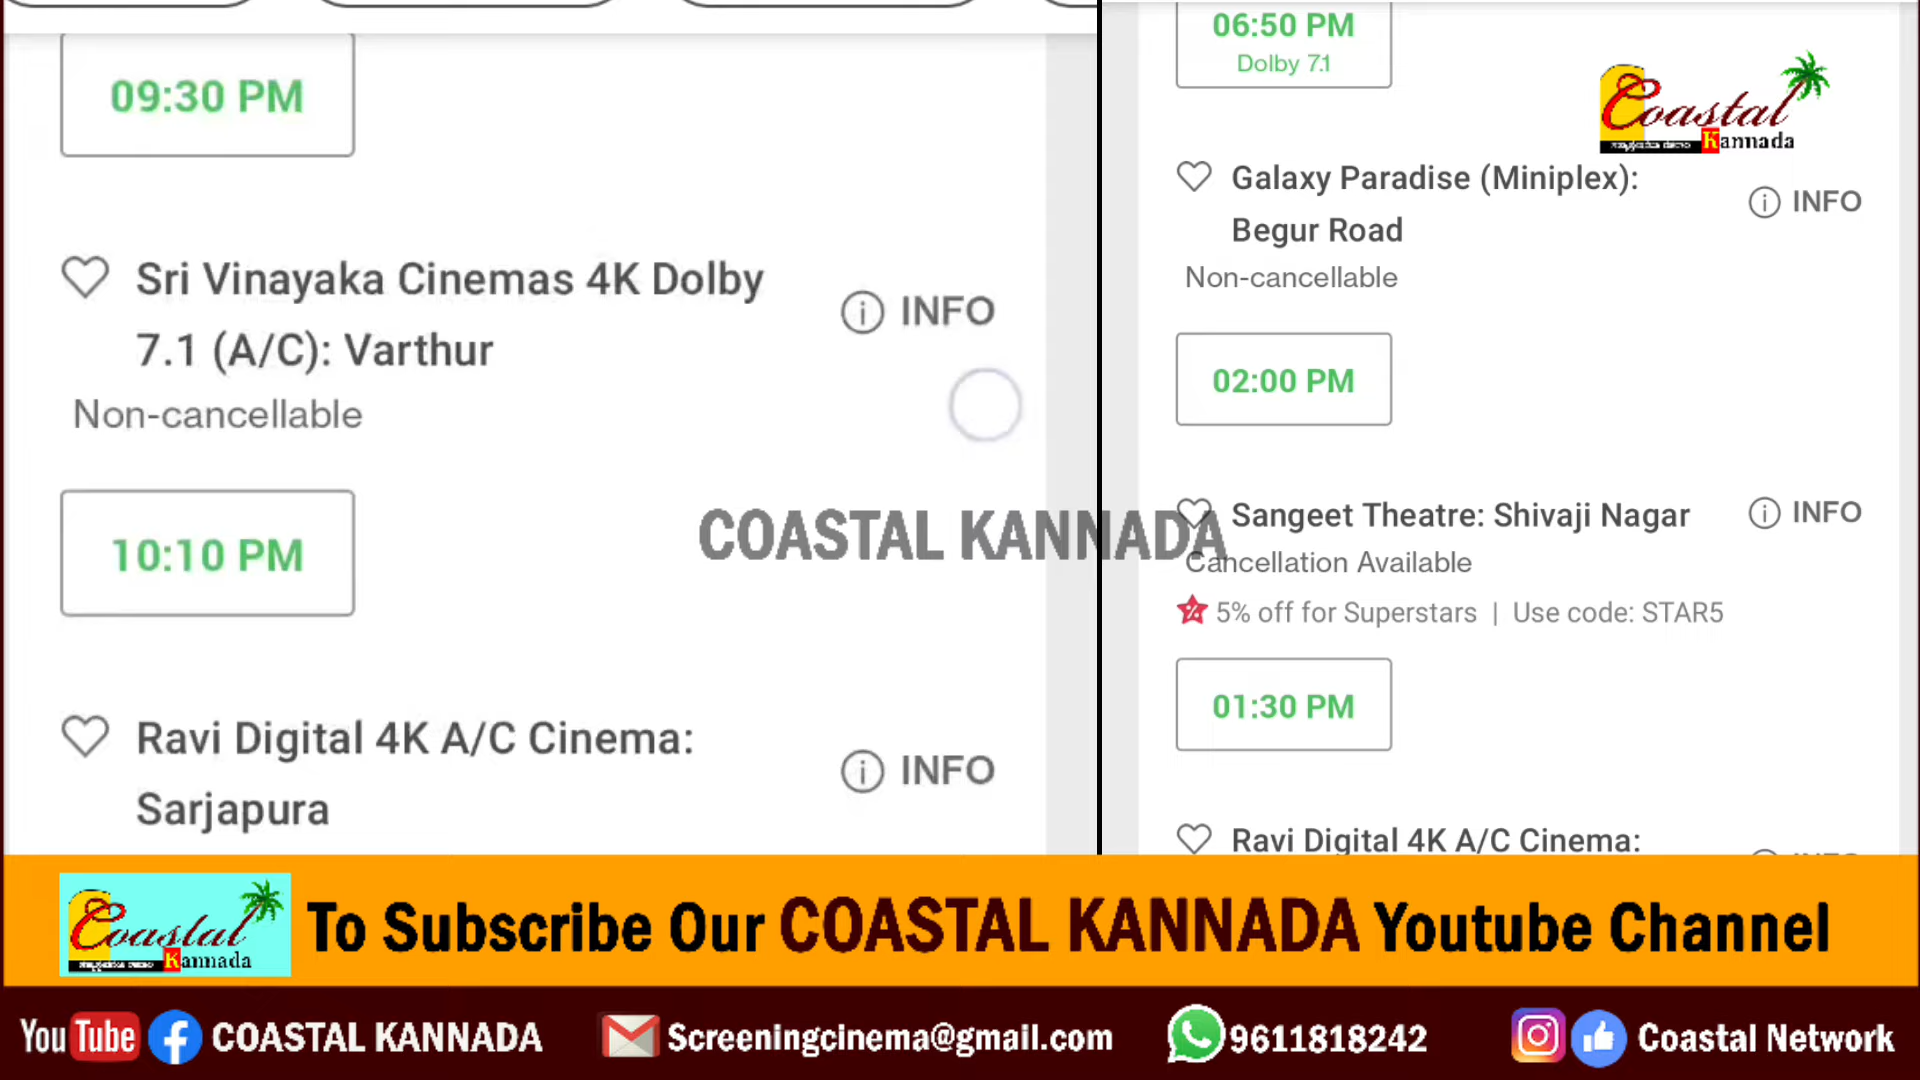 09:30 PM
Sri Vinayaka Cinemas 4K Dolby
7.1 (A/C): Varthur
INFO
Non-cancellable
10:10 PM
Ravi Digital 4K A/C Cinema:
Sarjapura
INFO
06:50 PM
Dolby 7.1
Coastal
Kannada
Galaxy Paradise (Miniplex):
Begur Road
INFO
Non-cancellable
02:00 PM
Sangeet Theatre: Shivaji Nagar
INFO
Cancellation Available
5% off for Superstars | Use code: STAR5
01:30 PM
Ravi Digital 4K A/C Cinema:
COASTAL KANNADA
Coastal
Kannada
To Subscribe Our COASTAL KANNADA Youtube Channel
YouTube COASTAL KANNADA Screeningcinema@gmail.com 9611818242 Coastal Network